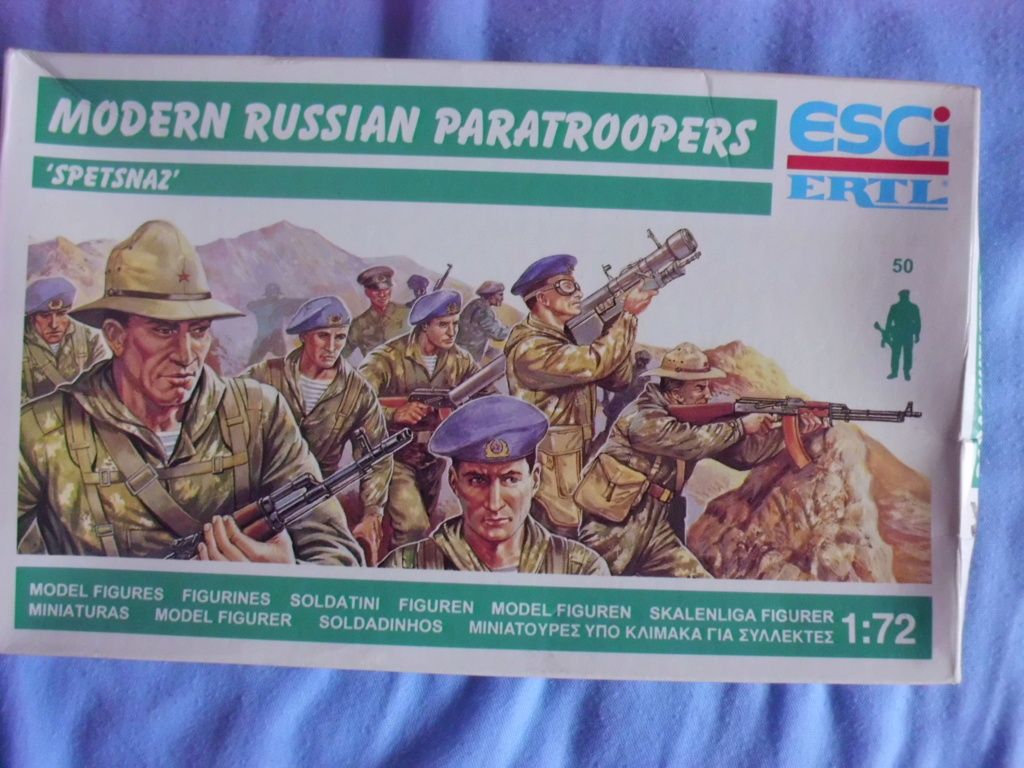 MODERN RUSSIAN PARATROOPERS
'SPETSNAZ'
ESCi
ERTL
50
MODEL FIGURES FIGURINES SOLDATINI FIGUREN MODEL FIGUREN SKALENLIGA FIGURER
MINIATURAS MODEL FIGURER SOLDADINHOS ΜΙΝΙΑΤΟΥΡΕΣ ΥΠΟ ΚΛΙΜΑΚΑ ΓΙΑ ΣΥΛΛΕΚΤΕΣ
1:72